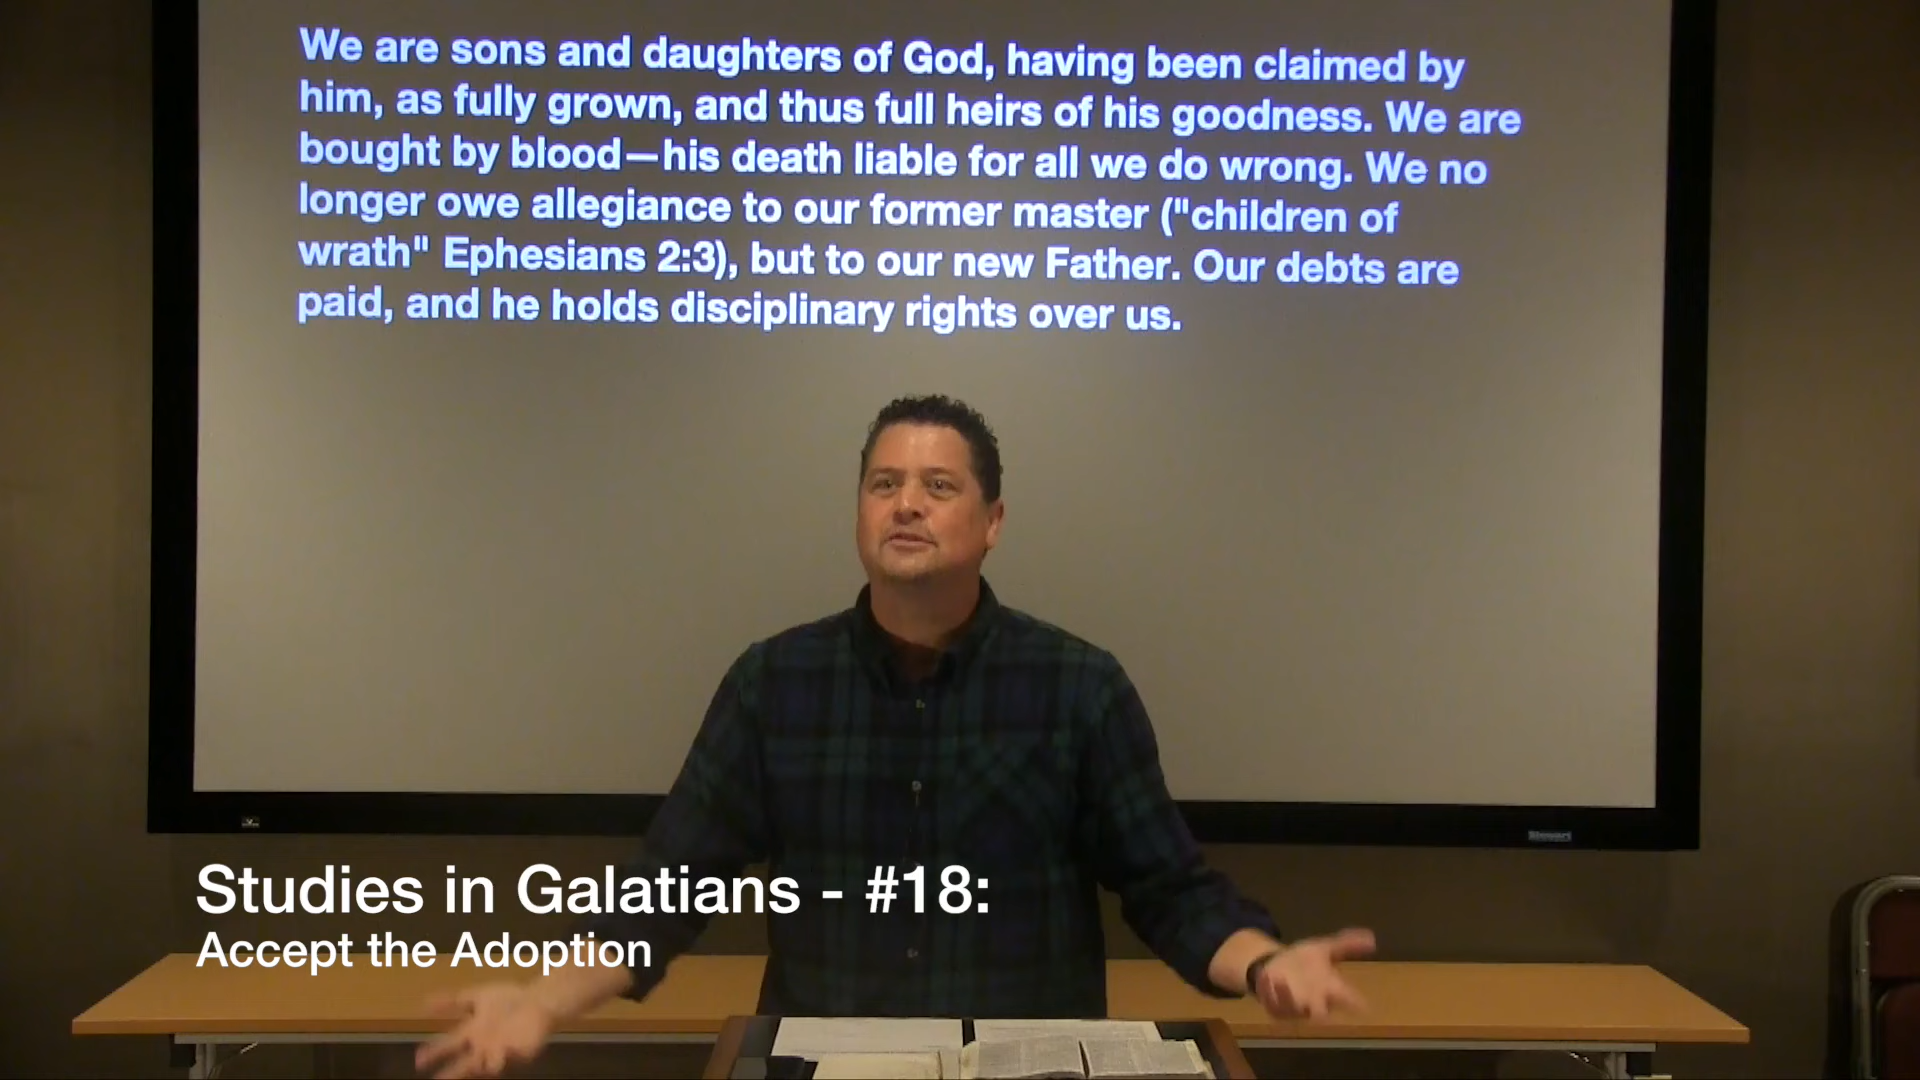 We are sons and daughters of God, having been claimed by
him, as fully grown, and thus full heirs of his goodness. We are
bought by blood—his death liable for all we do wrong. We no
longer owe allegiance to our former master ("children of
wrath" Ephesians 2:3), but to our new Father. Our debts are
paid, and he holds disciplinary rights over us.
Stewart
Studies in Galatians - #18:
Accept the Adoption